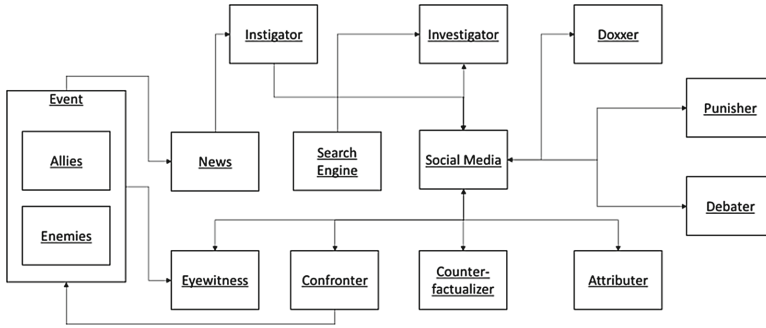 Instigator
Investigator
Doxxer
Event
Allies
Enemies
News
Search
Engine
Social Media
Punisher
Debater
Eyewitness
Confronter
Counter-
factualizer
Attributer